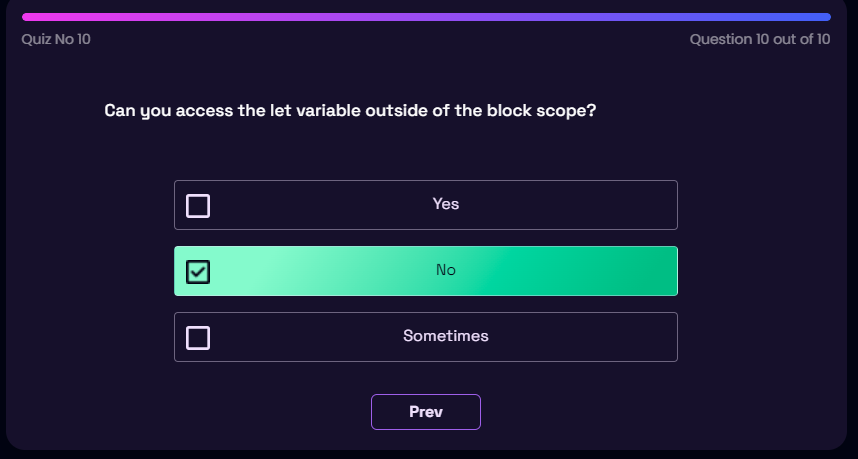 Quiz No 10
Question 10 out of 10
Can you access the let variable outside of the block scope?
Yes
No
Sometimes
Prev